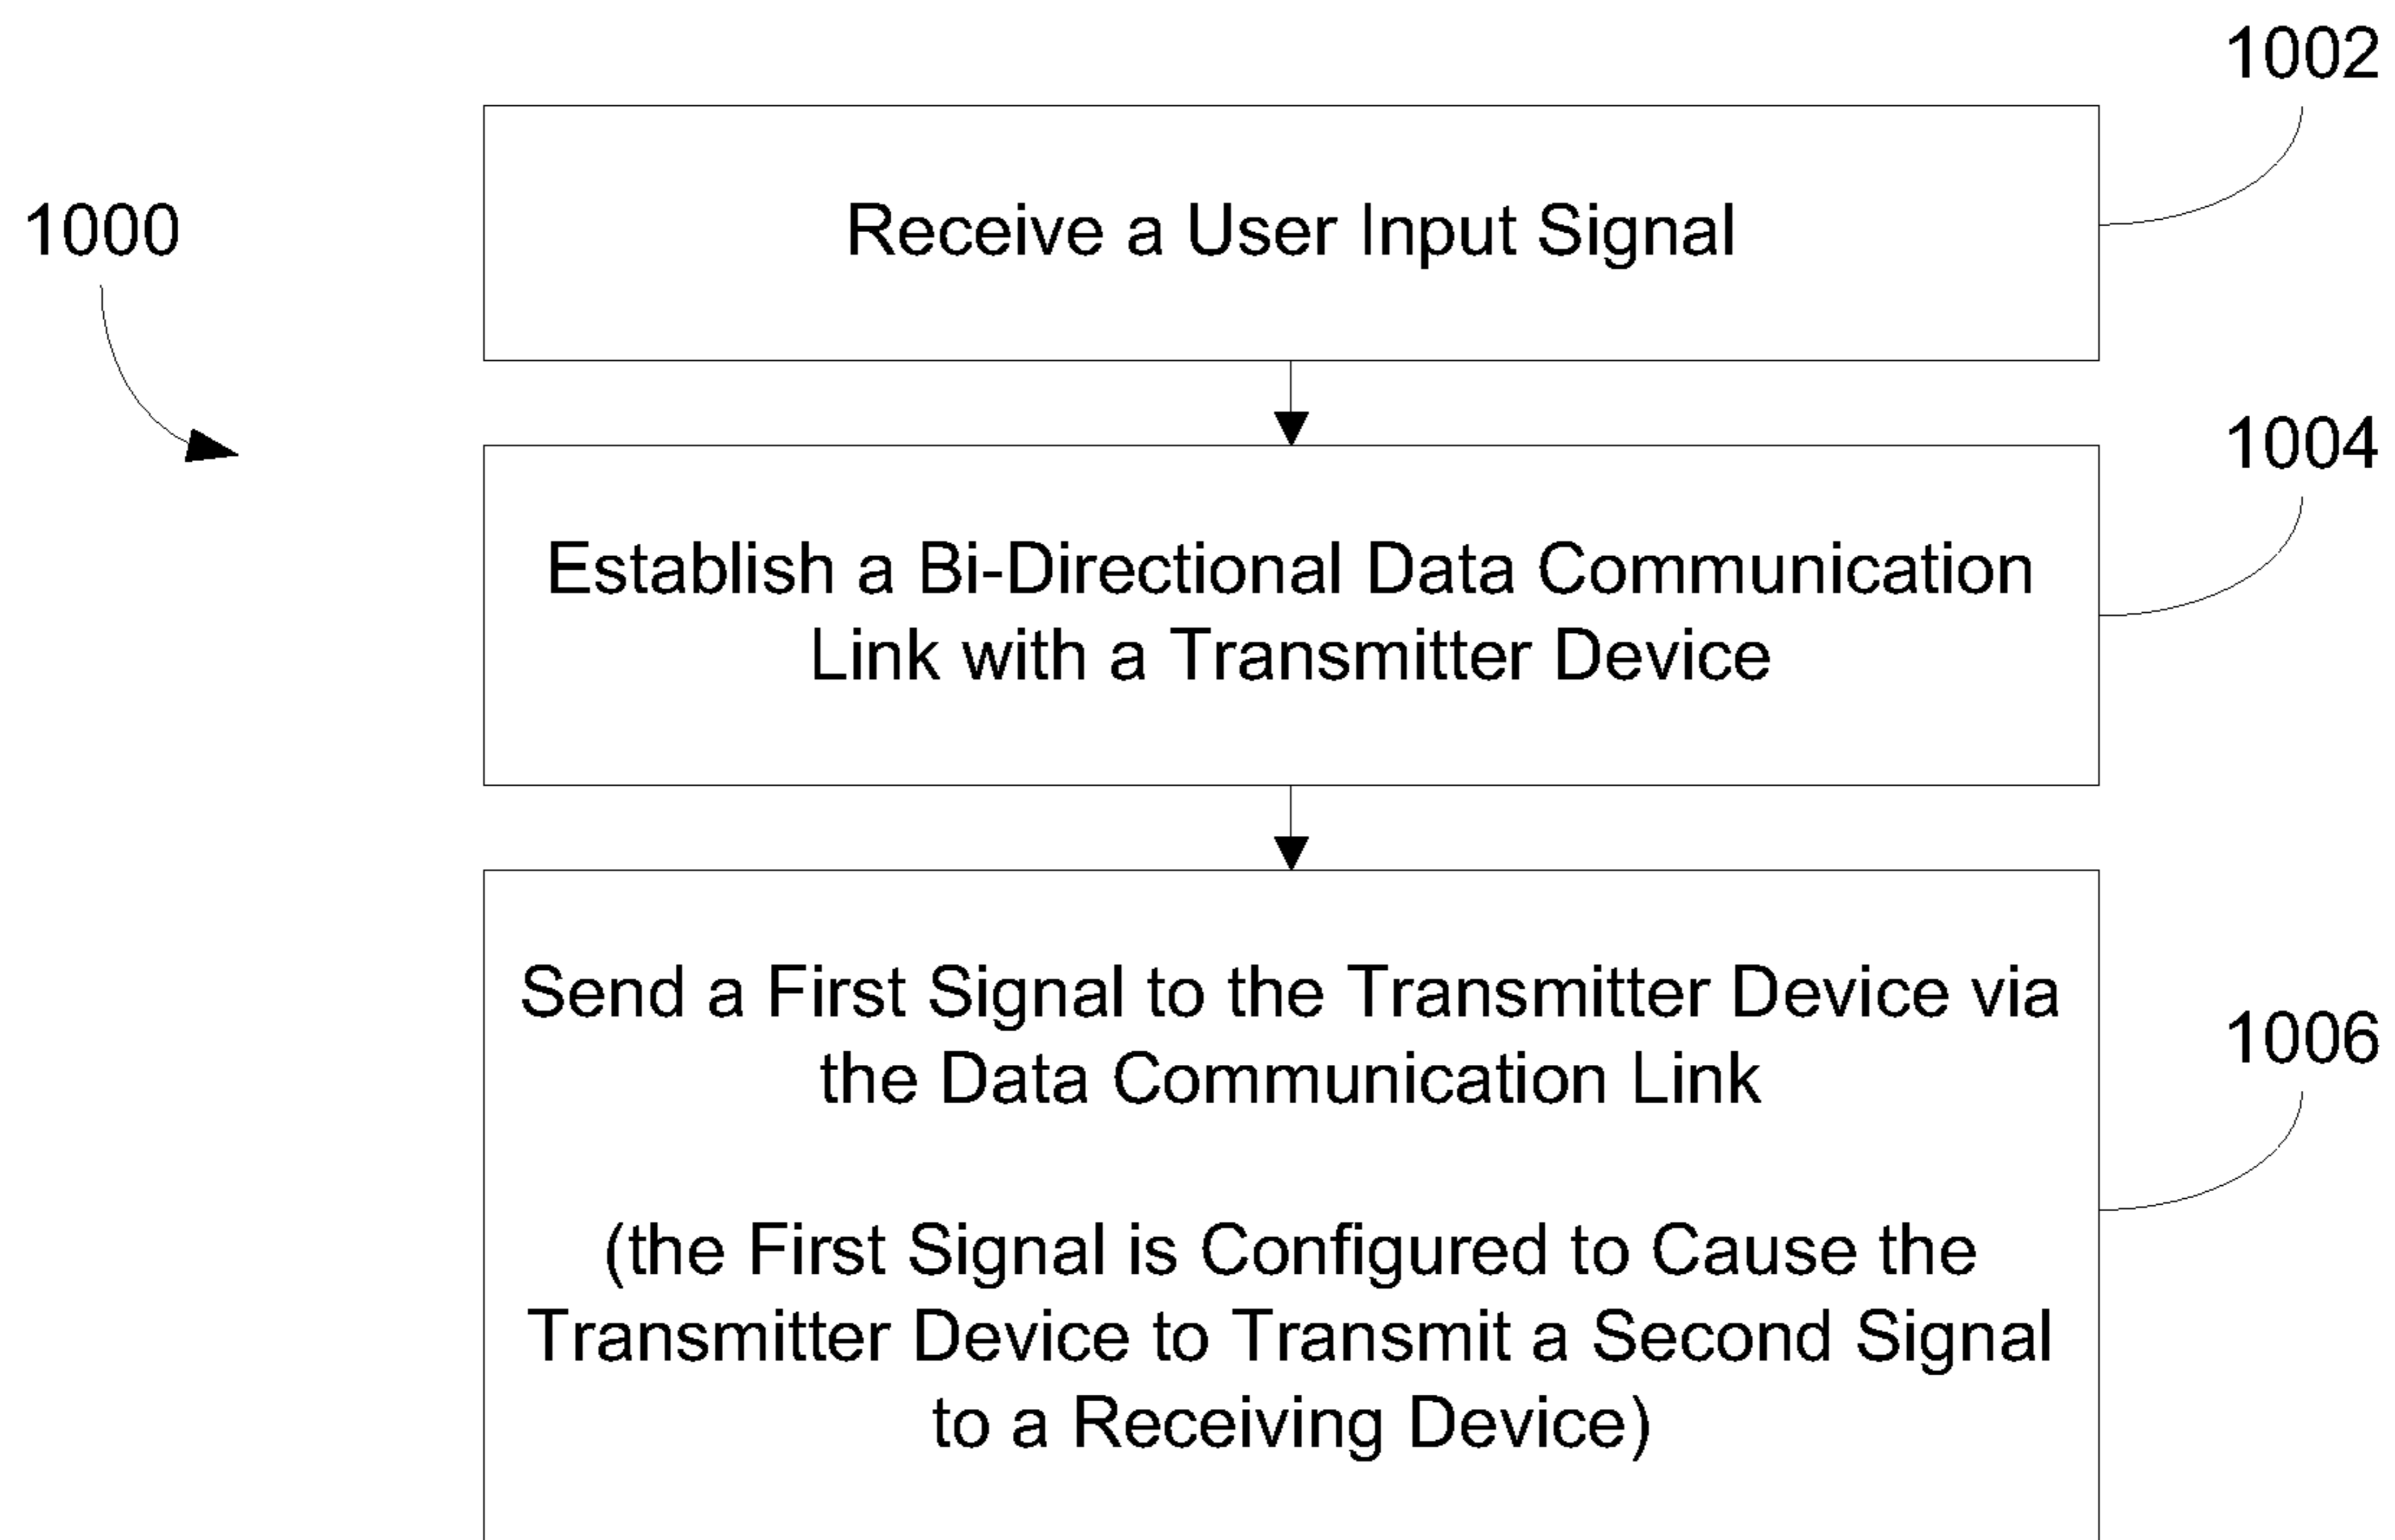 1002
1000
Receive a User Input Signal
1004
Establish a Bi-Directional Data Communication
Link with a Transmitter Device
1006
Send a First Signal to the Transmitter Device via
the Data Communication Link
(the First Signal is Configured to Cause the
Transmitter Device to Transmit a Second Signal
to a Receiving Device)